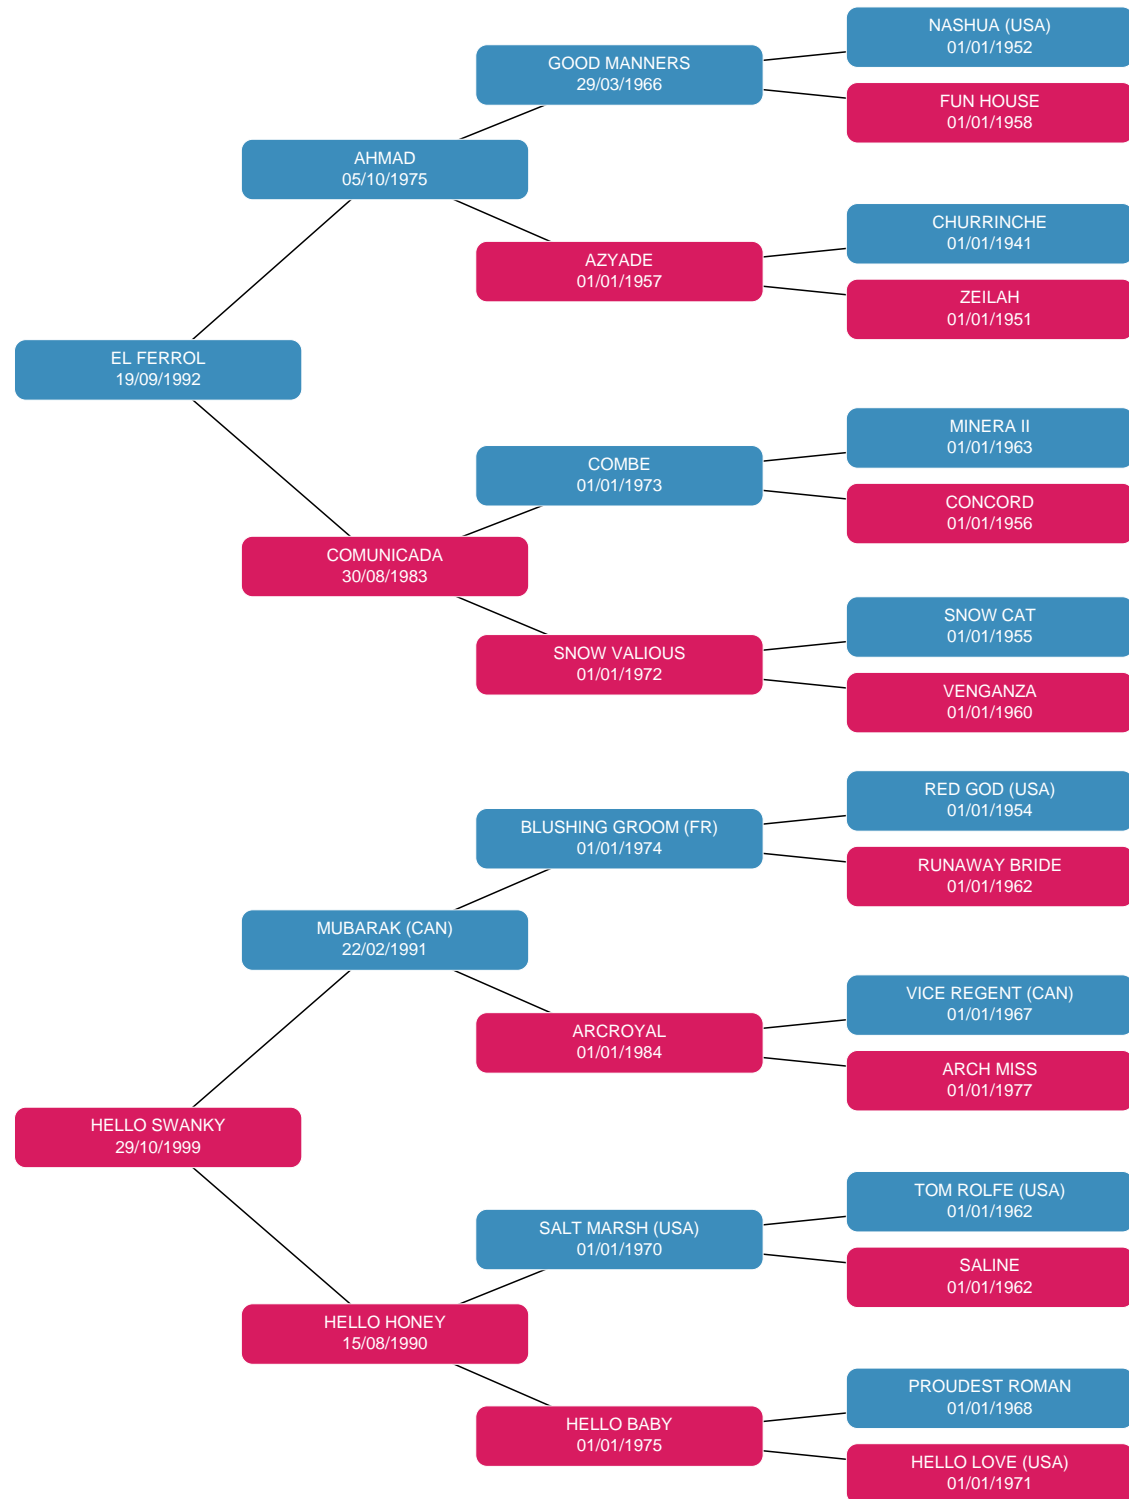 NASHUA (USA)
01/01/1952
GOOD MANNERS
29/03/1966
FUN HOUSE
01/01/1958
AHMAD
05/10/1975
CHURRINCHE
01/01/1941
AZYADE
01/01/1957
ZEILAH
01/01/1951
EL FERROL
19/09/1992
MINERA II
01/01/1963
COMBE
01/01/1973
CONCORD
01/01/1956
COMUNICADA
30/08/1983
SNOW CAT
01/01/1955
SNOW VALIOUS
01/01/1972
VENGANZA
01/01/1960
RED GOD (USA)
01/01/1954
BLUSHING GROOM (FR)
01/01/1974
RUNAWAY BRIDE
01/01/1962
MUBARAK (CAN)
22/02/1991
VICE REGENT (CAN)
01/01/1967
ARCROYAL
01/01/1984
ARCH MISS
01/01/1977
HELLO SWANKY
29/10/1999
TOM ROLFE (USA)
01/01/1962
SALT MARSH (USA)
01/01/1970
SALINE
01/01/1962
HELLO HONEY
15/08/1990
PROUDEST ROMAN
01/01/1968
HELLO BABY
01/01/1975
HELLO LOVE (USA)
01/01/1971